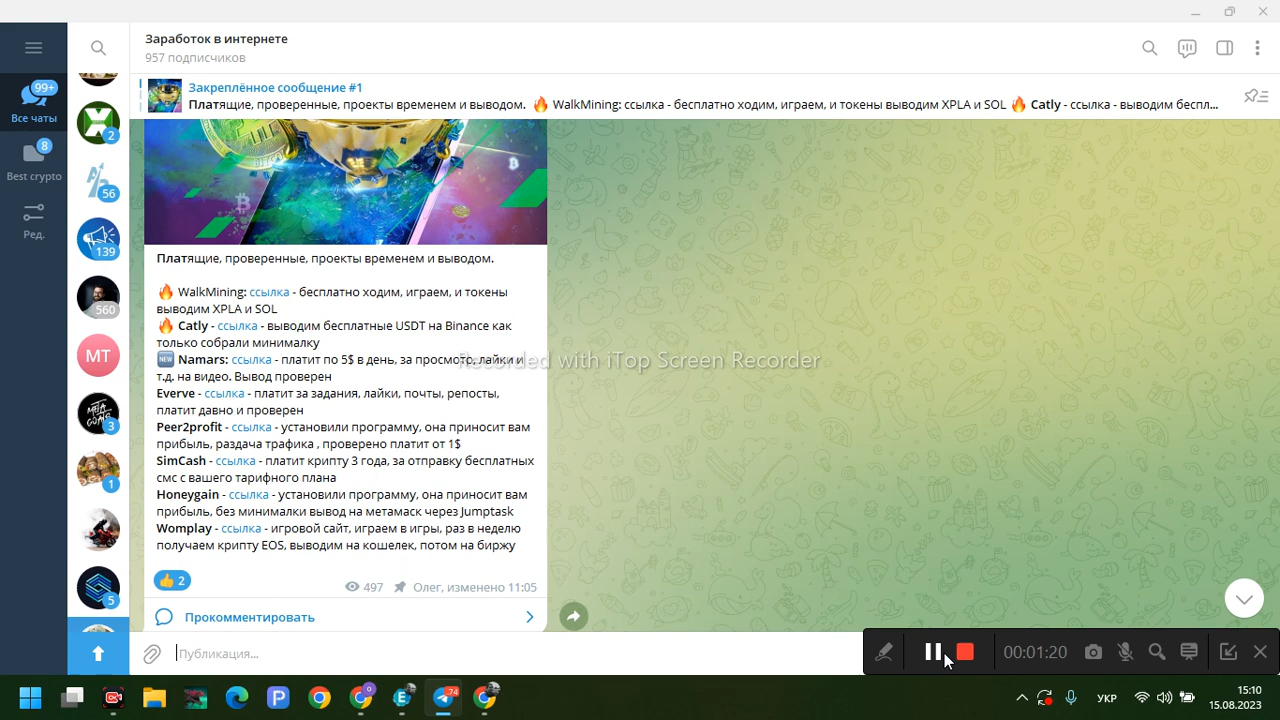 Заработок в интернете
957 подписчиков
Закреплённое сообщение #1
Платящие, проверенные, проекты временем и выводом. 🔥 WalkMining: ссылка - бесплатно ходим, играем, и токены выводим XPLA и SOL 🔥 Catly - ссылка - выводим беспл...
99+
Все чаты
8
Best crypto
Ред.
2
56
139
560
МТ
3
1
5
Платящие, проверенные, проекты временем и выводом.
🔥 WalkMining: ссылка - бесплатно ходим, играем, и токены
выводим XPLA и SOL
🔥 Catly - ссылка - выводим бесплатные USDT на Binance как
только собрали минималку
🆕 Namars: ссылка - платит по 5$ в день, за просмотр, лайки и
т.д. на видео. Вывод проверен
Everve - ссылка - платит за задания, лайки, почты, репосты,
платит давно и проверен
Peer2profit - ссылка - установили программу, она приносит вам
прибыль, раздача трафика , проверено платит от 1$
SimCash - ссылка - платит крипту 3 года, за отправку бесплатных
смс с вашего тарифного плана
Honeygain - ссылка - установили программу, она приносит вам
прибыль, без минималки вывод на метамаск через Jumptask
Womplay - ссылка - игровой сайт, играем в игры, раз в неделю
получаем крипту EOS, выводим на кошелек, потом на биржу
👍 2
497 Олег, изменено 11:05
Прокомментировать
Recorded with iTop Screen Recorder
Публикация...
00:01:20
74
УКР
15:10
15.08.2023